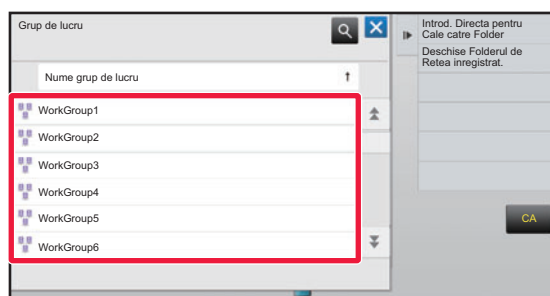 Grup de lucru
Nume grup de lucru ↑
WorkGroup1
WorkGroup2
WorkGroup3
WorkGroup4
WorkGroup5
WorkGroup6
Introd. Directa pentru
Cale catre Folder
Deschise Folderul de
Retea inregistrat.
CA